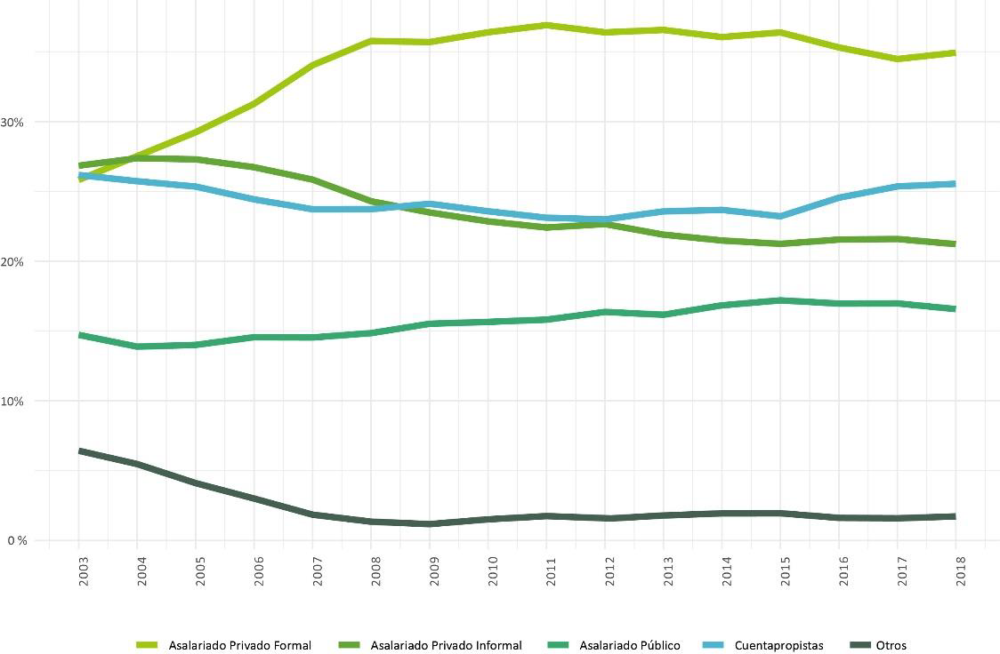 30%
20%
10%
0 %
2003 2004 2005 2006 2007 2008 2009 2010 2011 2012 2013 2014 2015 2016 2017 2018
Asalariado Privado Formal Asalariado Privado Informal Asalariado Público Cuentapropistas Otros